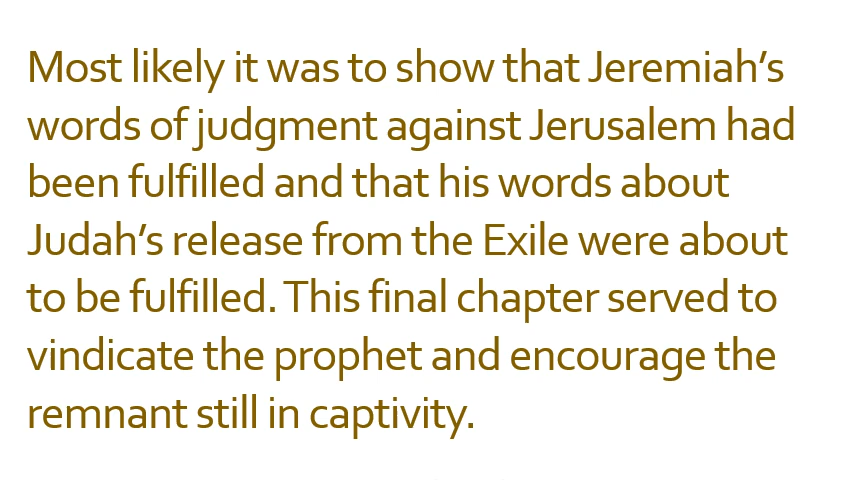 Most likely it was to show that Jeremiah’s
words of judgment against Jerusalem had
been fulfilled and that his words about
Judah’s release from the Exile were about
to be fulfilled. This final chapter served to
vindicate the prophet and encourage the
remnant still in captivity.